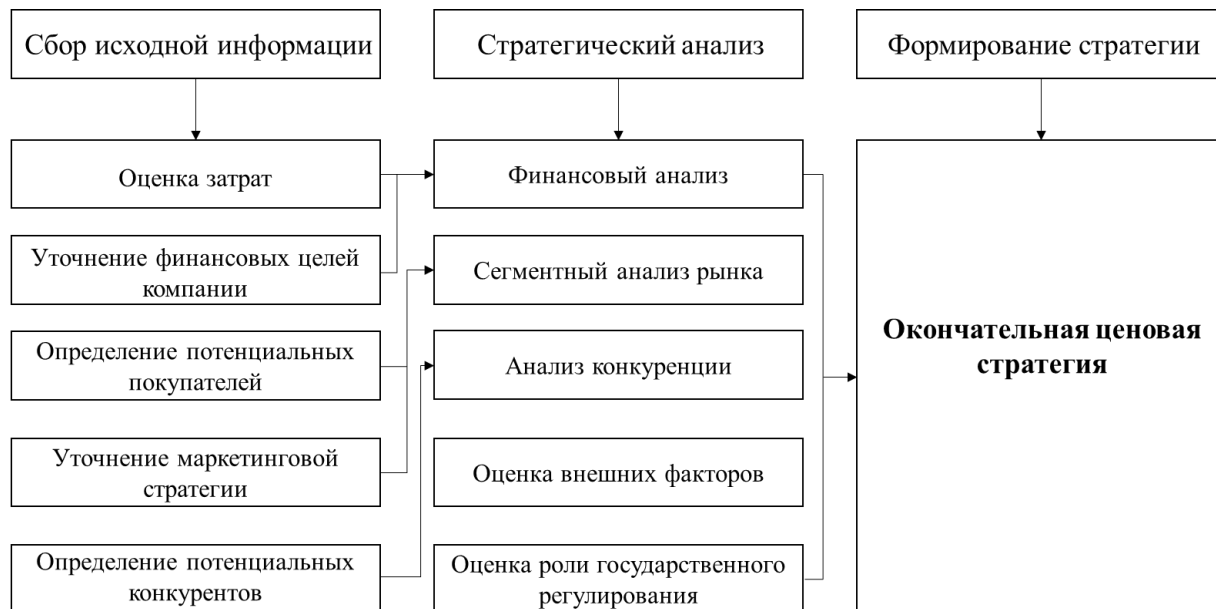 Сбор исходной информации
Стратегический анализ
Формирование стратегии
Оценка затрат
Уточнение финансовых целей
компании
Определение потенциальных
покупателей
Уточнение маркетинговой
стратегии
Определение потенциальных
конкурентов
Финансовый анализ
Сегментный анализ рынка
Анализ конкуренции
Оценка внешних факторов
Оценка роли государственного
регулирования
Окончательная ценовая
стратегия